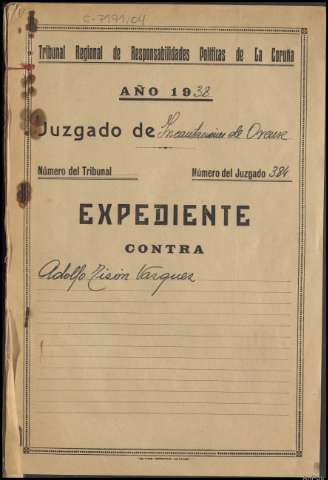 C-7191/04
Tribunal Regional de Responsabilidades Políticas de La Coruña
AÑO 1938
Juzgado de Incautaciones de Orense
Número del Tribunal
Número del Juzgado 384
EXPEDIENTE
CONTRA
Adolfo Risón Vázquez